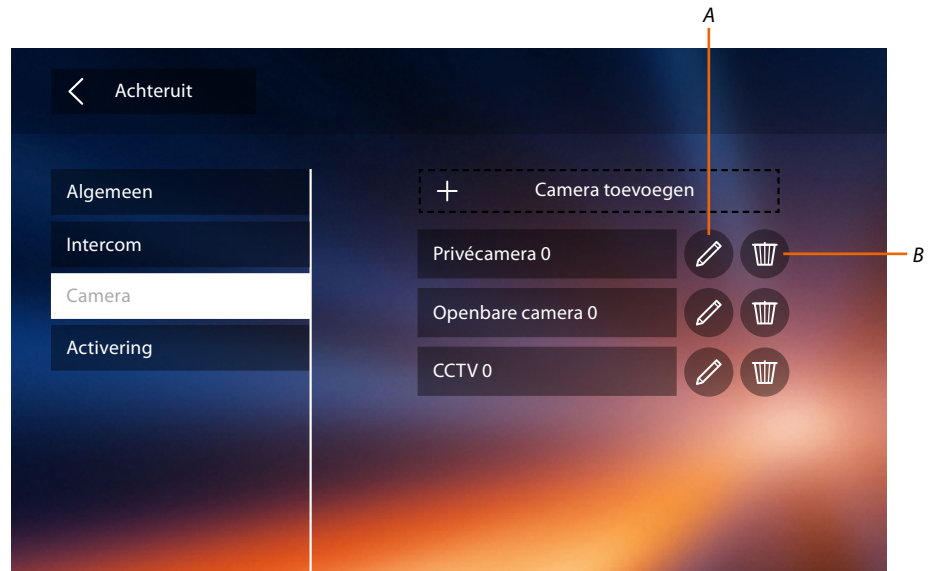 A
Achteruit
Algemeen
Intercom
Camera
Activering
Camera toevoegen
Privécamera 0
B
Openbare camera 0
CCTV 0